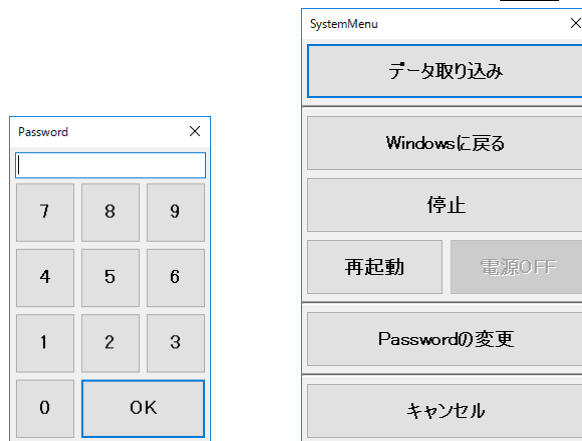 Password
7 8 9
4 5 6
1 2 3
0 OK
SystemMenu
データ取り込み
Windowsに戻る
停止
再起動 電源OFF
Passwordの変更
キャンセル